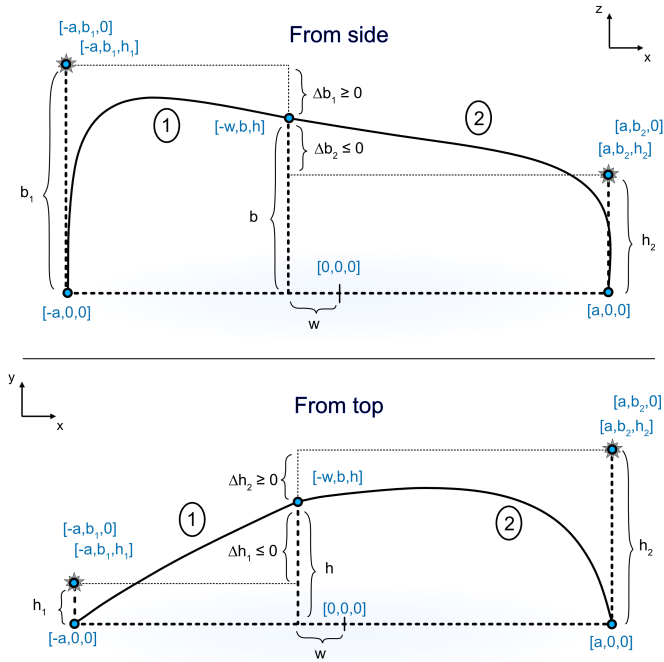 [-a,b₁,0]
[-a,b₁,h₁]
From side
z
x
Δb₁ ≥ 0
1
[-w,b,h]
2
[a,b₂,0]
[a,b₂,h₂]
Δb₂ ≤ 0
b₁
b
h₂
[0,0,0]
[-a,0,0]
w
[a,0,0]
y
x
From top
[a,b₂,0]
[a,b₂,h₂]
Δh₂ ≥ 0
[-w,b,h]
1
2
[-a,b₁,0]
[-a,b₁,h₁]
Δh₁ ≤ 0
h
h₂
h₁
[0,0,0]
[-a,0,0]
w
[a,0,0]